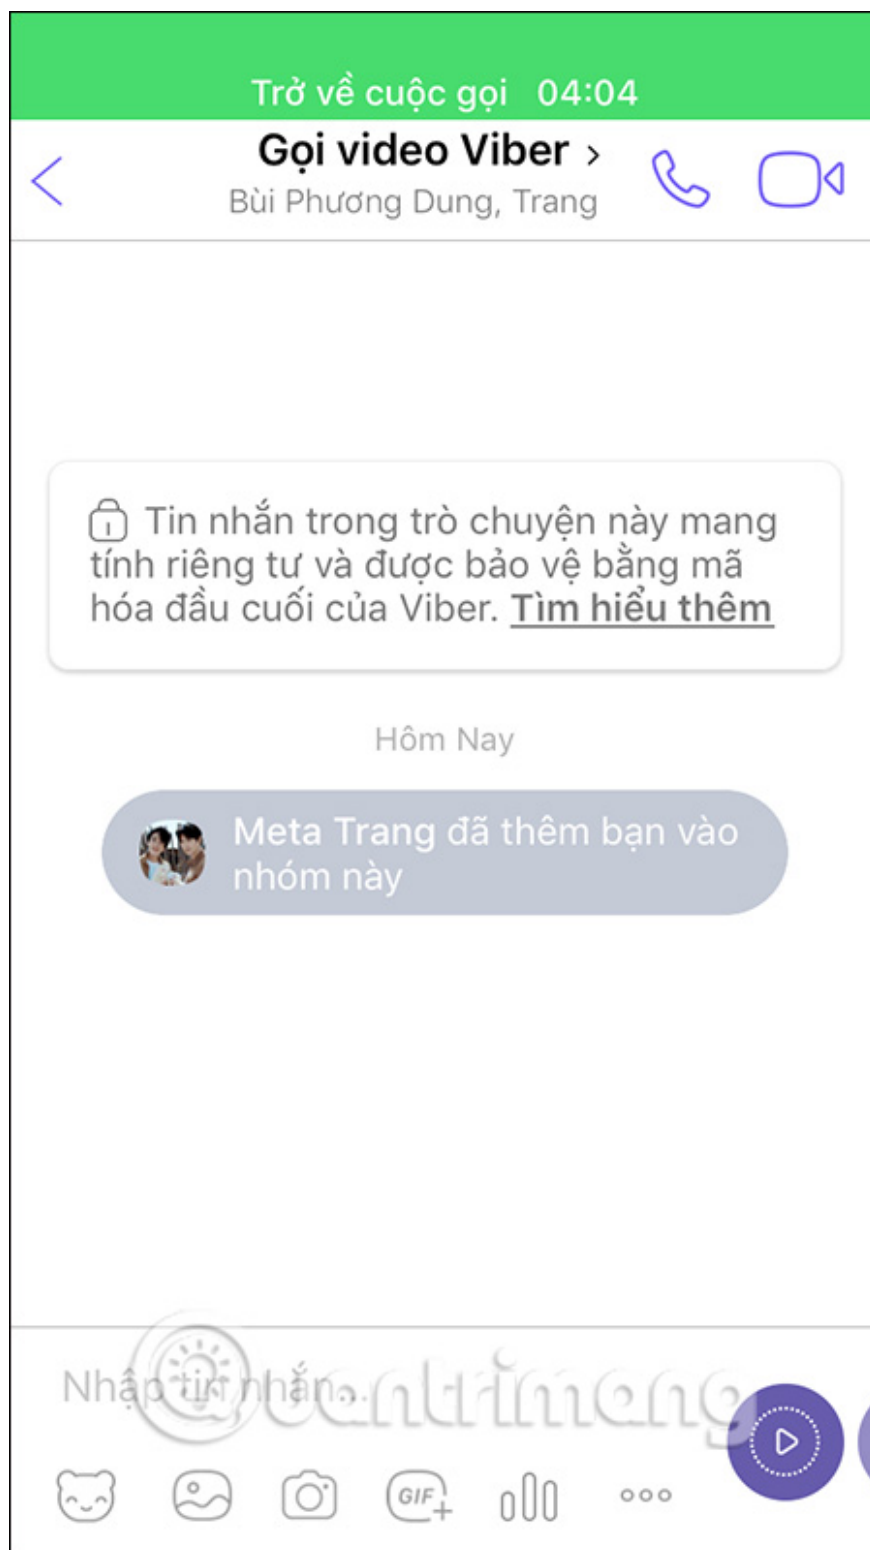 Trở về cuộc gọi 04:04
Gọi video Viber >
Bùi Phương Dung, Trang
Tin nhắn trong trò chuyện này mang
tính riêng tư và được bảo vệ bằng mã
hóa đầu cuối của Viber. Tìm hiểu thêm
Hôm Nay
Meta Trang đã thêm bạn vào
nhóm này
Nhập tin nhắn...
uantrimang
GIF